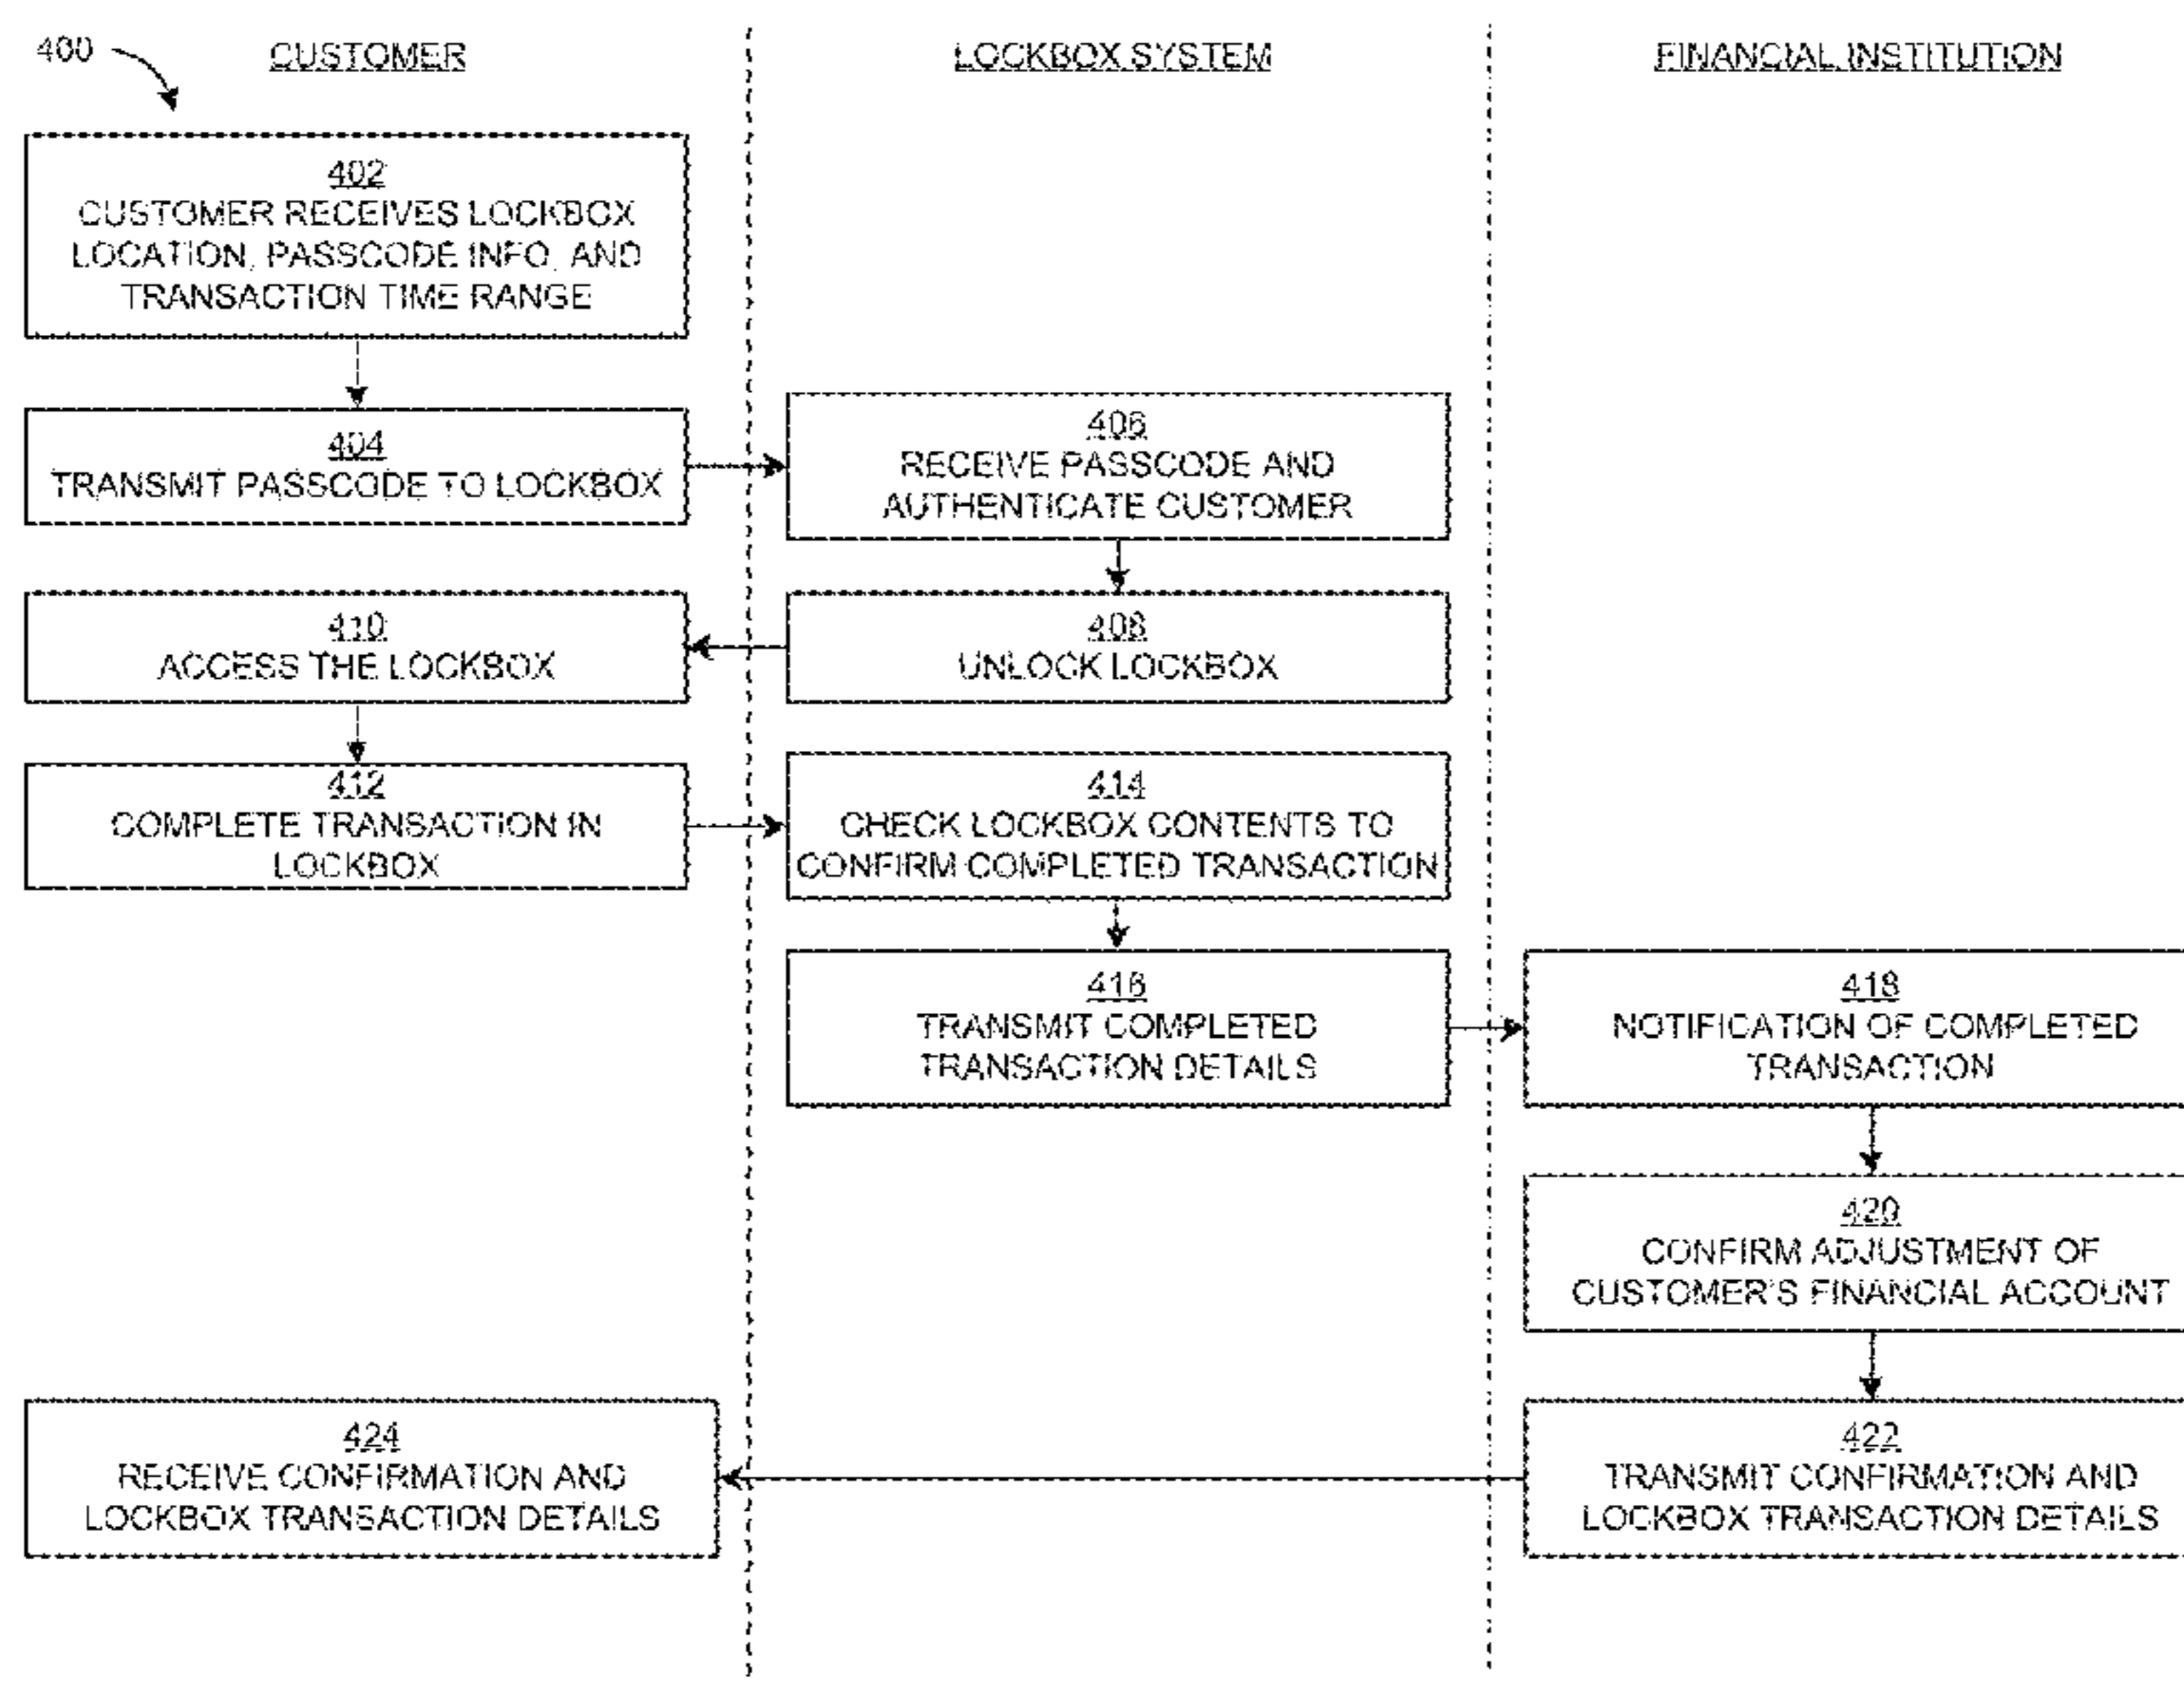 400
CUSTOMER
LOCKBOX SYSTEM
FINANCIAL INSTITUTION
402
CUSTOMER RECEIVES LOCKBOX
LOCATION, PASSCODE INFO, AND
TRANSACTION TIME RANGE
404
TRANSMIT PASSCODE TO LOCKBOX
406
RECEIVE PASSCODE AND
AUTHENTICATE CUSTOMER
408
UNLOCK LOCKBOX
410
ACCESS THE LOCKBOX
412
COMPLETE TRANSACTION IN
LOCKBOX
414
CHECK LOCKBOX CONTENTS TO
CONFIRM COMPLETED TRANSACTION
416
TRANSMIT COMPLETED
TRANSACTION DETAILS
418
NOTIFICATION OF COMPLETED
TRANSACTION
420
CONFIRM ADJUSTMENT OF
CUSTOMER'S FINANCIAL ACCOUNT
422
TRANSMIT CONFIRMATION AND
LOCKBOX TRANSACTION DETAILS
424
RECEIVE CONFIRMATION AND
LOCKBOX TRANSACTION DETAILS